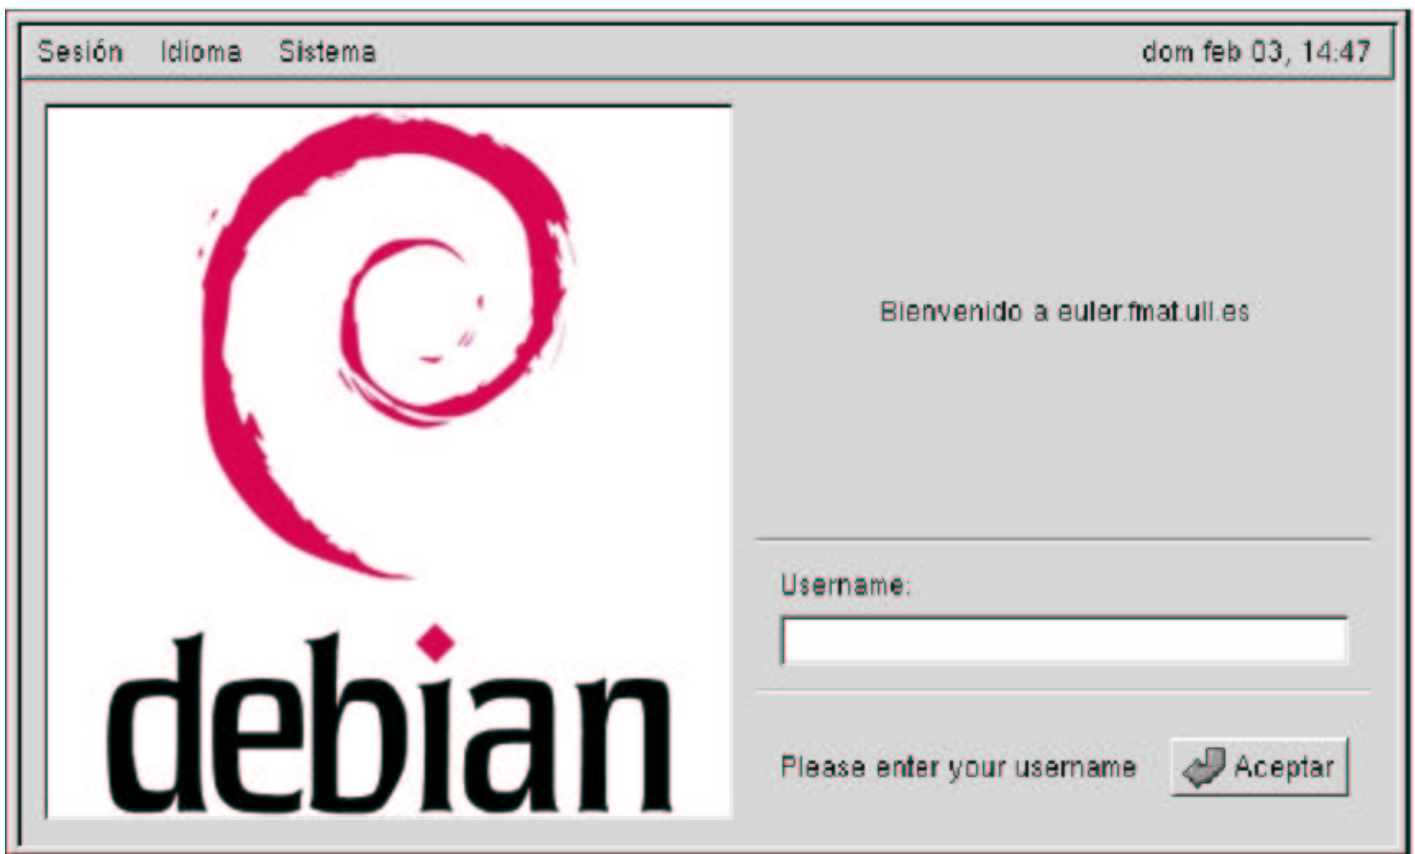 Sesión Idioma Sistema dom feb 03, 14:47
Bienvenido a euler.fmat.ull.es
Username:
Please enter your username Aceptar
debian